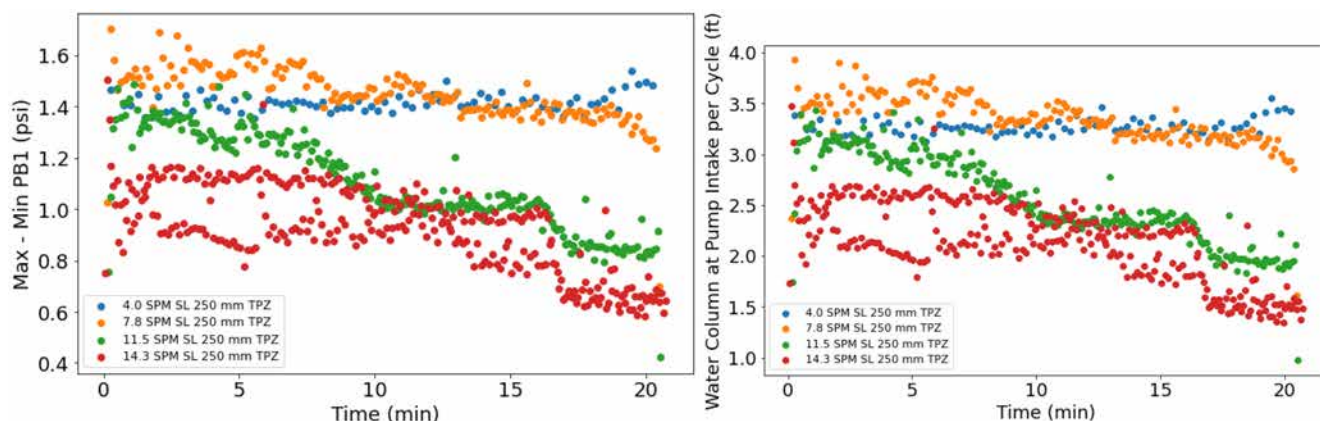 Max - Min PB1 (psi)
1.6
1.4
1.2
1.0
0.8
0.6
0.4
4.0 SPM SL 250 mm TPZ
7.8 SPM SL 250 mm TPZ
11.5 SPM SL 250 mm TPZ
14.3 SPM SL 250 mm TPZ
0 5 10 15 20
Time (min)
Water Column at Pump Intake per Cycle (ft)
4.0
3.5
3.0
2.5
2.0
1.5
1.0
4.0 SPM SL 250 mm TPZ
7.8 SPM SL 250 mm TPZ
11.5 SPM SL 250 mm TPZ
14.3 SPM SL 250 mm TPZ
0 5 10 15 20
Time (min)